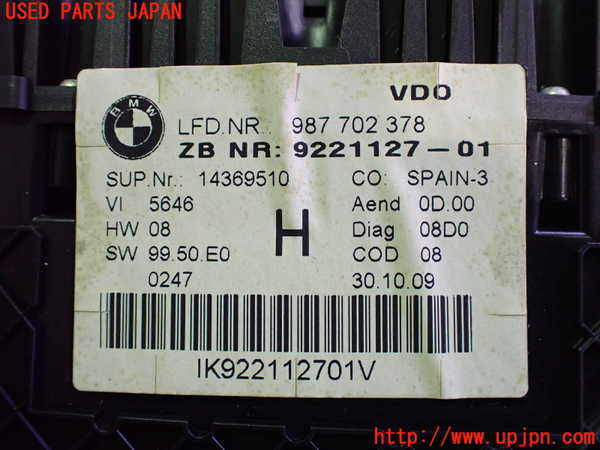 USED PARTS JAPAN
BMW
VDO
LFD.NR.: 987 702 378
ZB NR: 9221127-01
SUP.Nr.: 14369510 CO: SPAIN-3
VI 5646 Aend 0D.00
HW 08 H Diag 08D0
SW 99.50.E0 COD 08
0247 30.10.09
IK922112701V
http://www.upjpn.com/